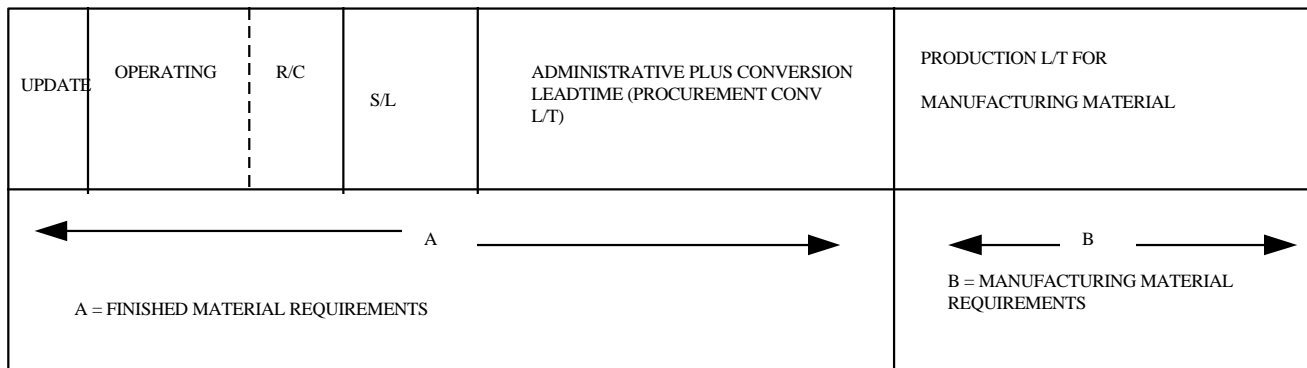 UPDATE
OPERATING
R/C
S/L
ADMINISTRATIVE PLUS CONVERSION
LEADTIME (PROCUREMENT CONV
L/T)
PRODUCTION L/T FOR
MANUFACTURING MATERIAL
A
B
A = FINISHED MATERIAL REQUIREMENTS
B = MANUFACTURING MATERIAL
REQUIREMENTS